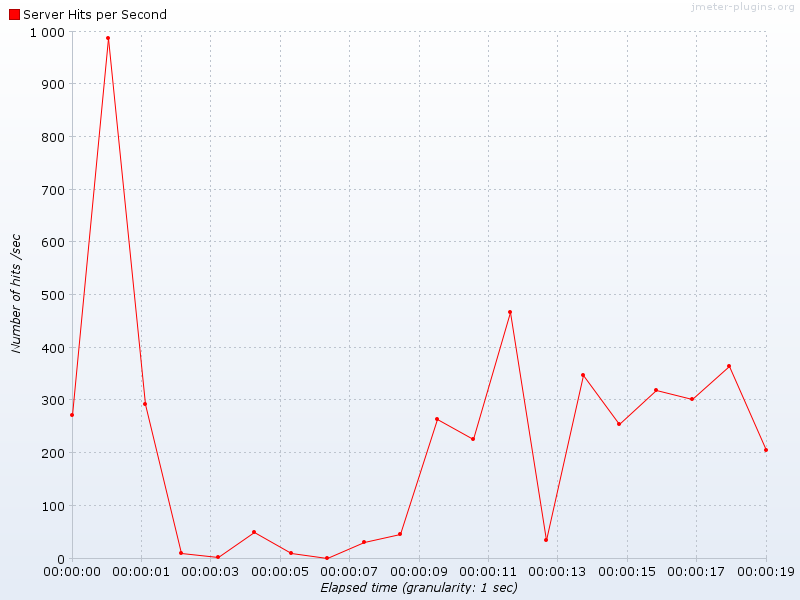 jmeter-plugins.org
Server Hits per Second
1 000
900
800
700
600
500
400
300
200
100
0
Number of hits /sec
00:00:00 00:00:01 00:00:03 00:00:05 00:00:07 00:00:09 00:00:11 00:00:13 00:00:15 00:00:17 00:00:19
Elapsed time (granularity: 1 sec)